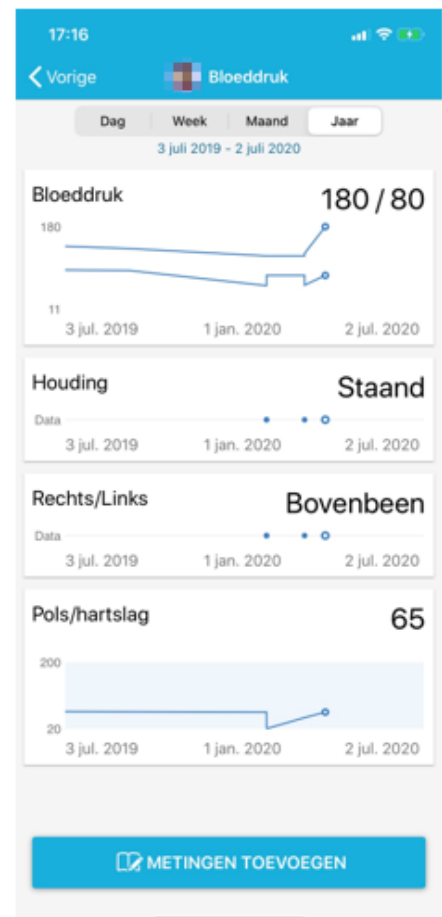 17:16
Vorige Bloeddruk
Dag Week Maand Jaar
3 juli 2019 - 2 juli 2020
Bloeddruk 180 / 80
180
11
3 jul. 2019 1 jan. 2020 2 jul. 2020
Houding Staand
Data
3 jul. 2019 1 jan. 2020 2 jul. 2020
Rechts/Links Bovenbeen
Data
3 jul. 2019 1 jan. 2020 2 jul. 2020
Pols/hartslag 65
200
20
3 jul. 2019 1 jan. 2020 2 jul. 2020
METINGEN TOEVOEGEN